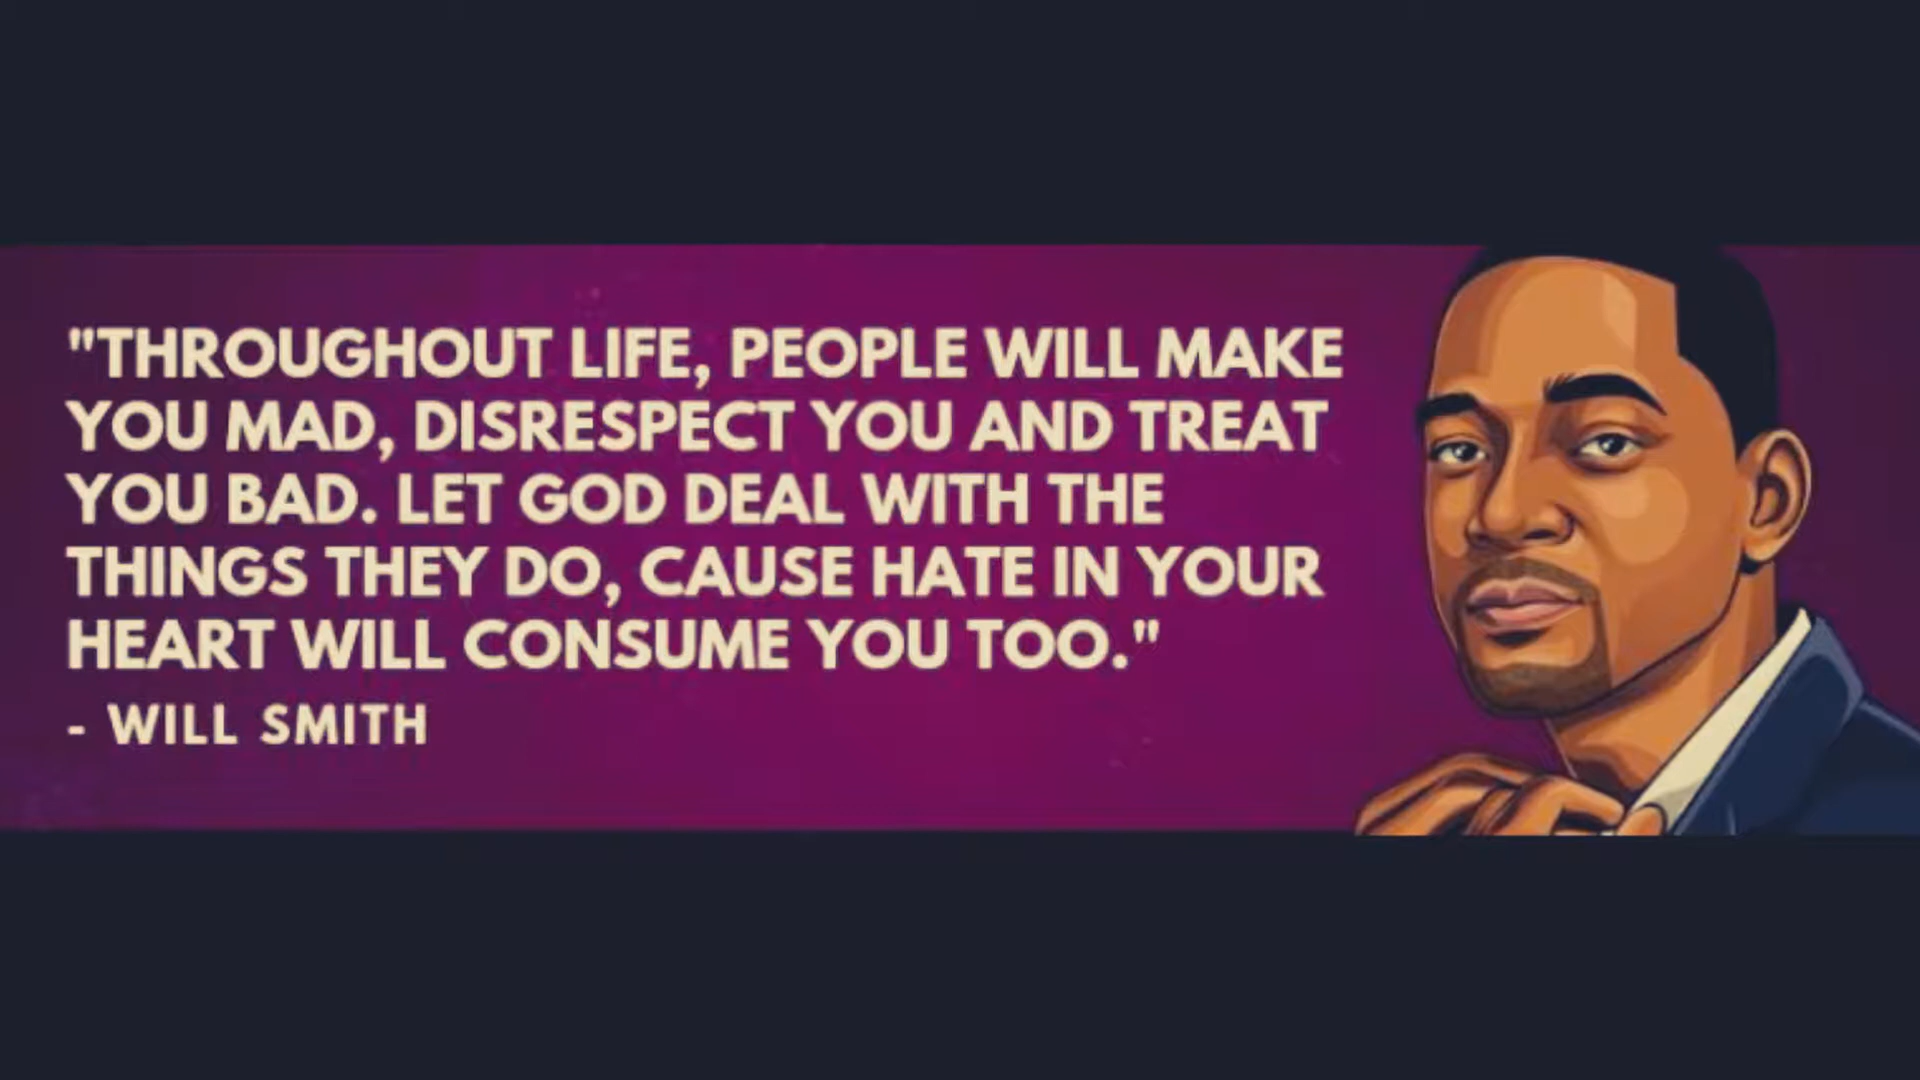 "THROUGHOUT LIFE, PEOPLE WILL MAKE
YOU MAD, DISRESPECT YOU AND TREAT
YOU BAD. LET GOD DEAL WITH THE
THINGS THEY DO, CAUSE HATE IN YOUR
HEART WILL CONSUME YOU TOO."
- WILL SMITH